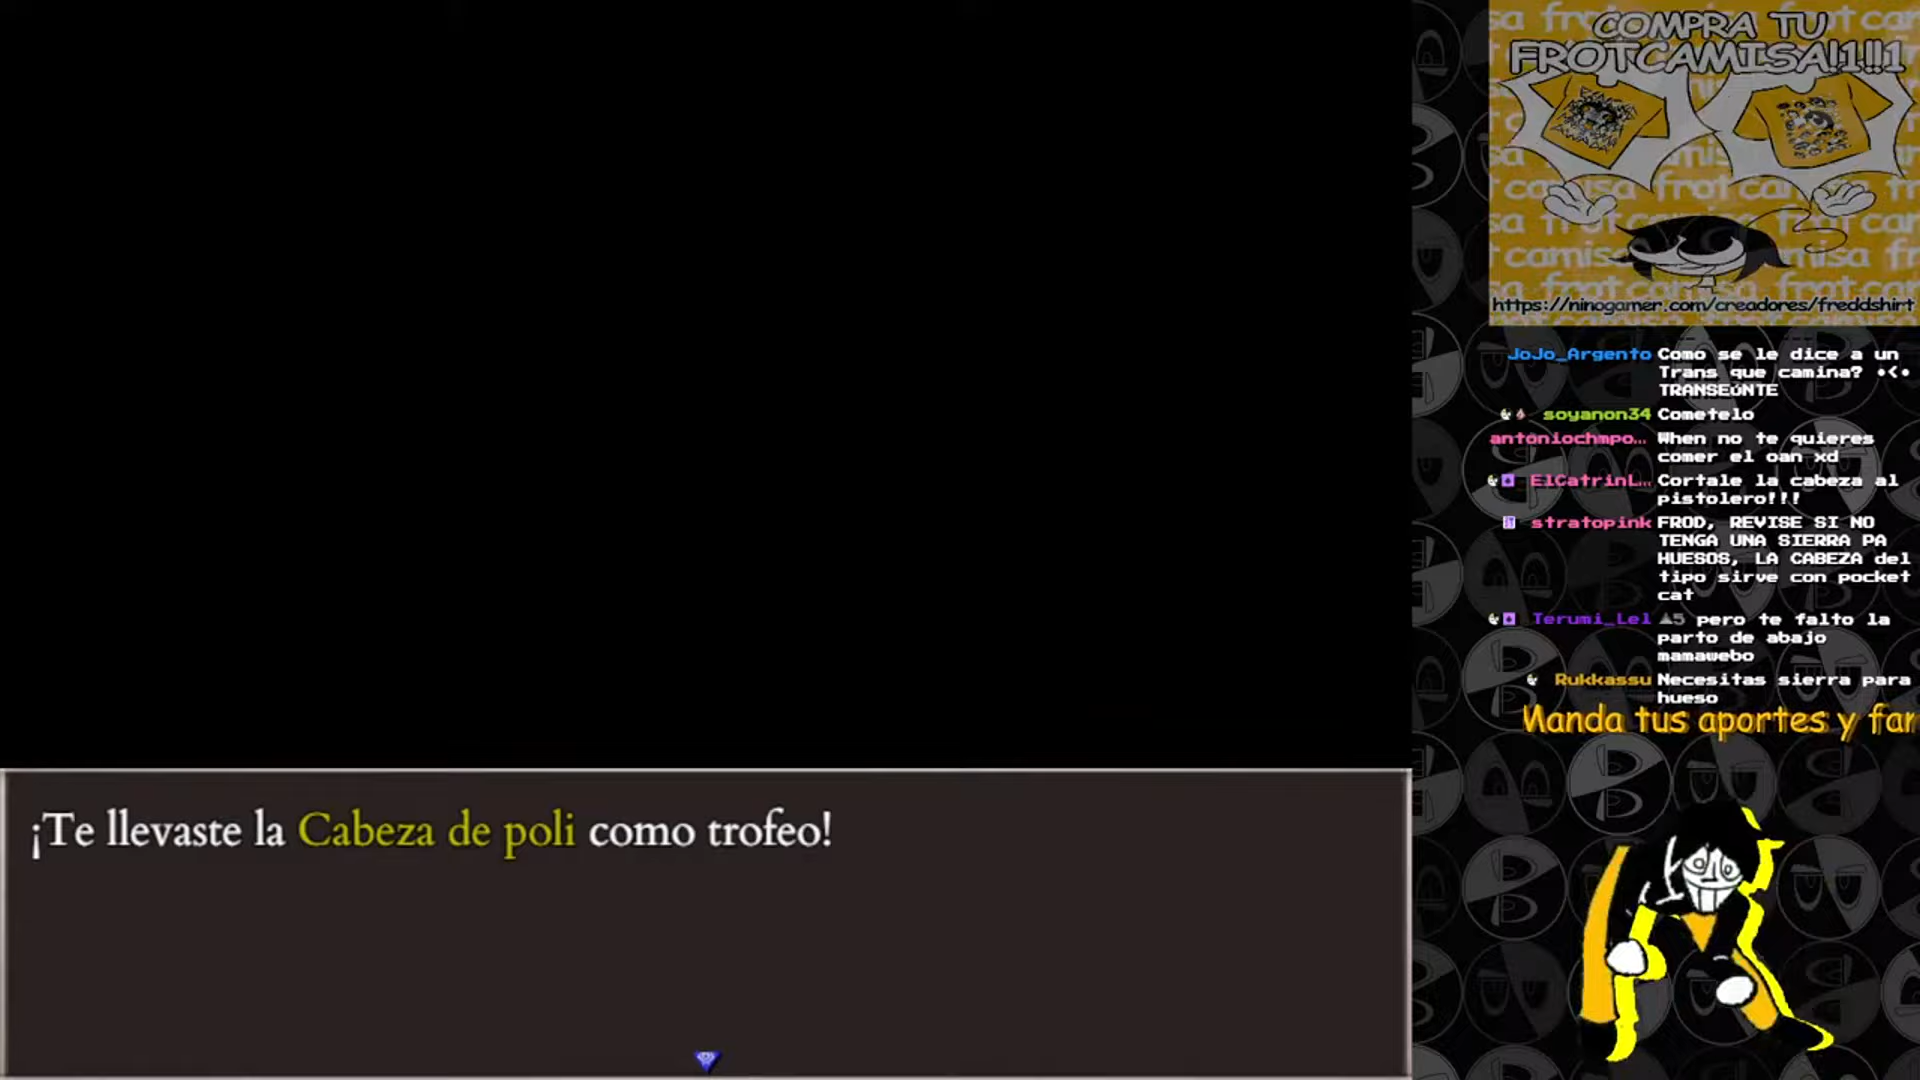 COMPRA TU
FROTCAMISA!1!!1
https://ninogamer.com/creadores/freddshirt
JoJo_Argento Como se le dice a un
Trans que camina? •<•
TRANSEúNTE
soyanon34 Cometelo
antoniochmpo... When no te quieres
comer el oan xd
ElCatrinL... Cortale la cabeza al
pistolero!!!
stratopink FROD, REVISE SI NO
TENGA UNA SIERRA PA
HUESOS, LA CABEZA del
tipo sirve con pocket
cat
Terumi_Lel 5 pero te falto la
parto de abajo
mamawebo
Rukkassu Necesitas sierra para
hueso
Manda tus aportes y far
¡Te llevaste la Cabeza de poli como trofeo!